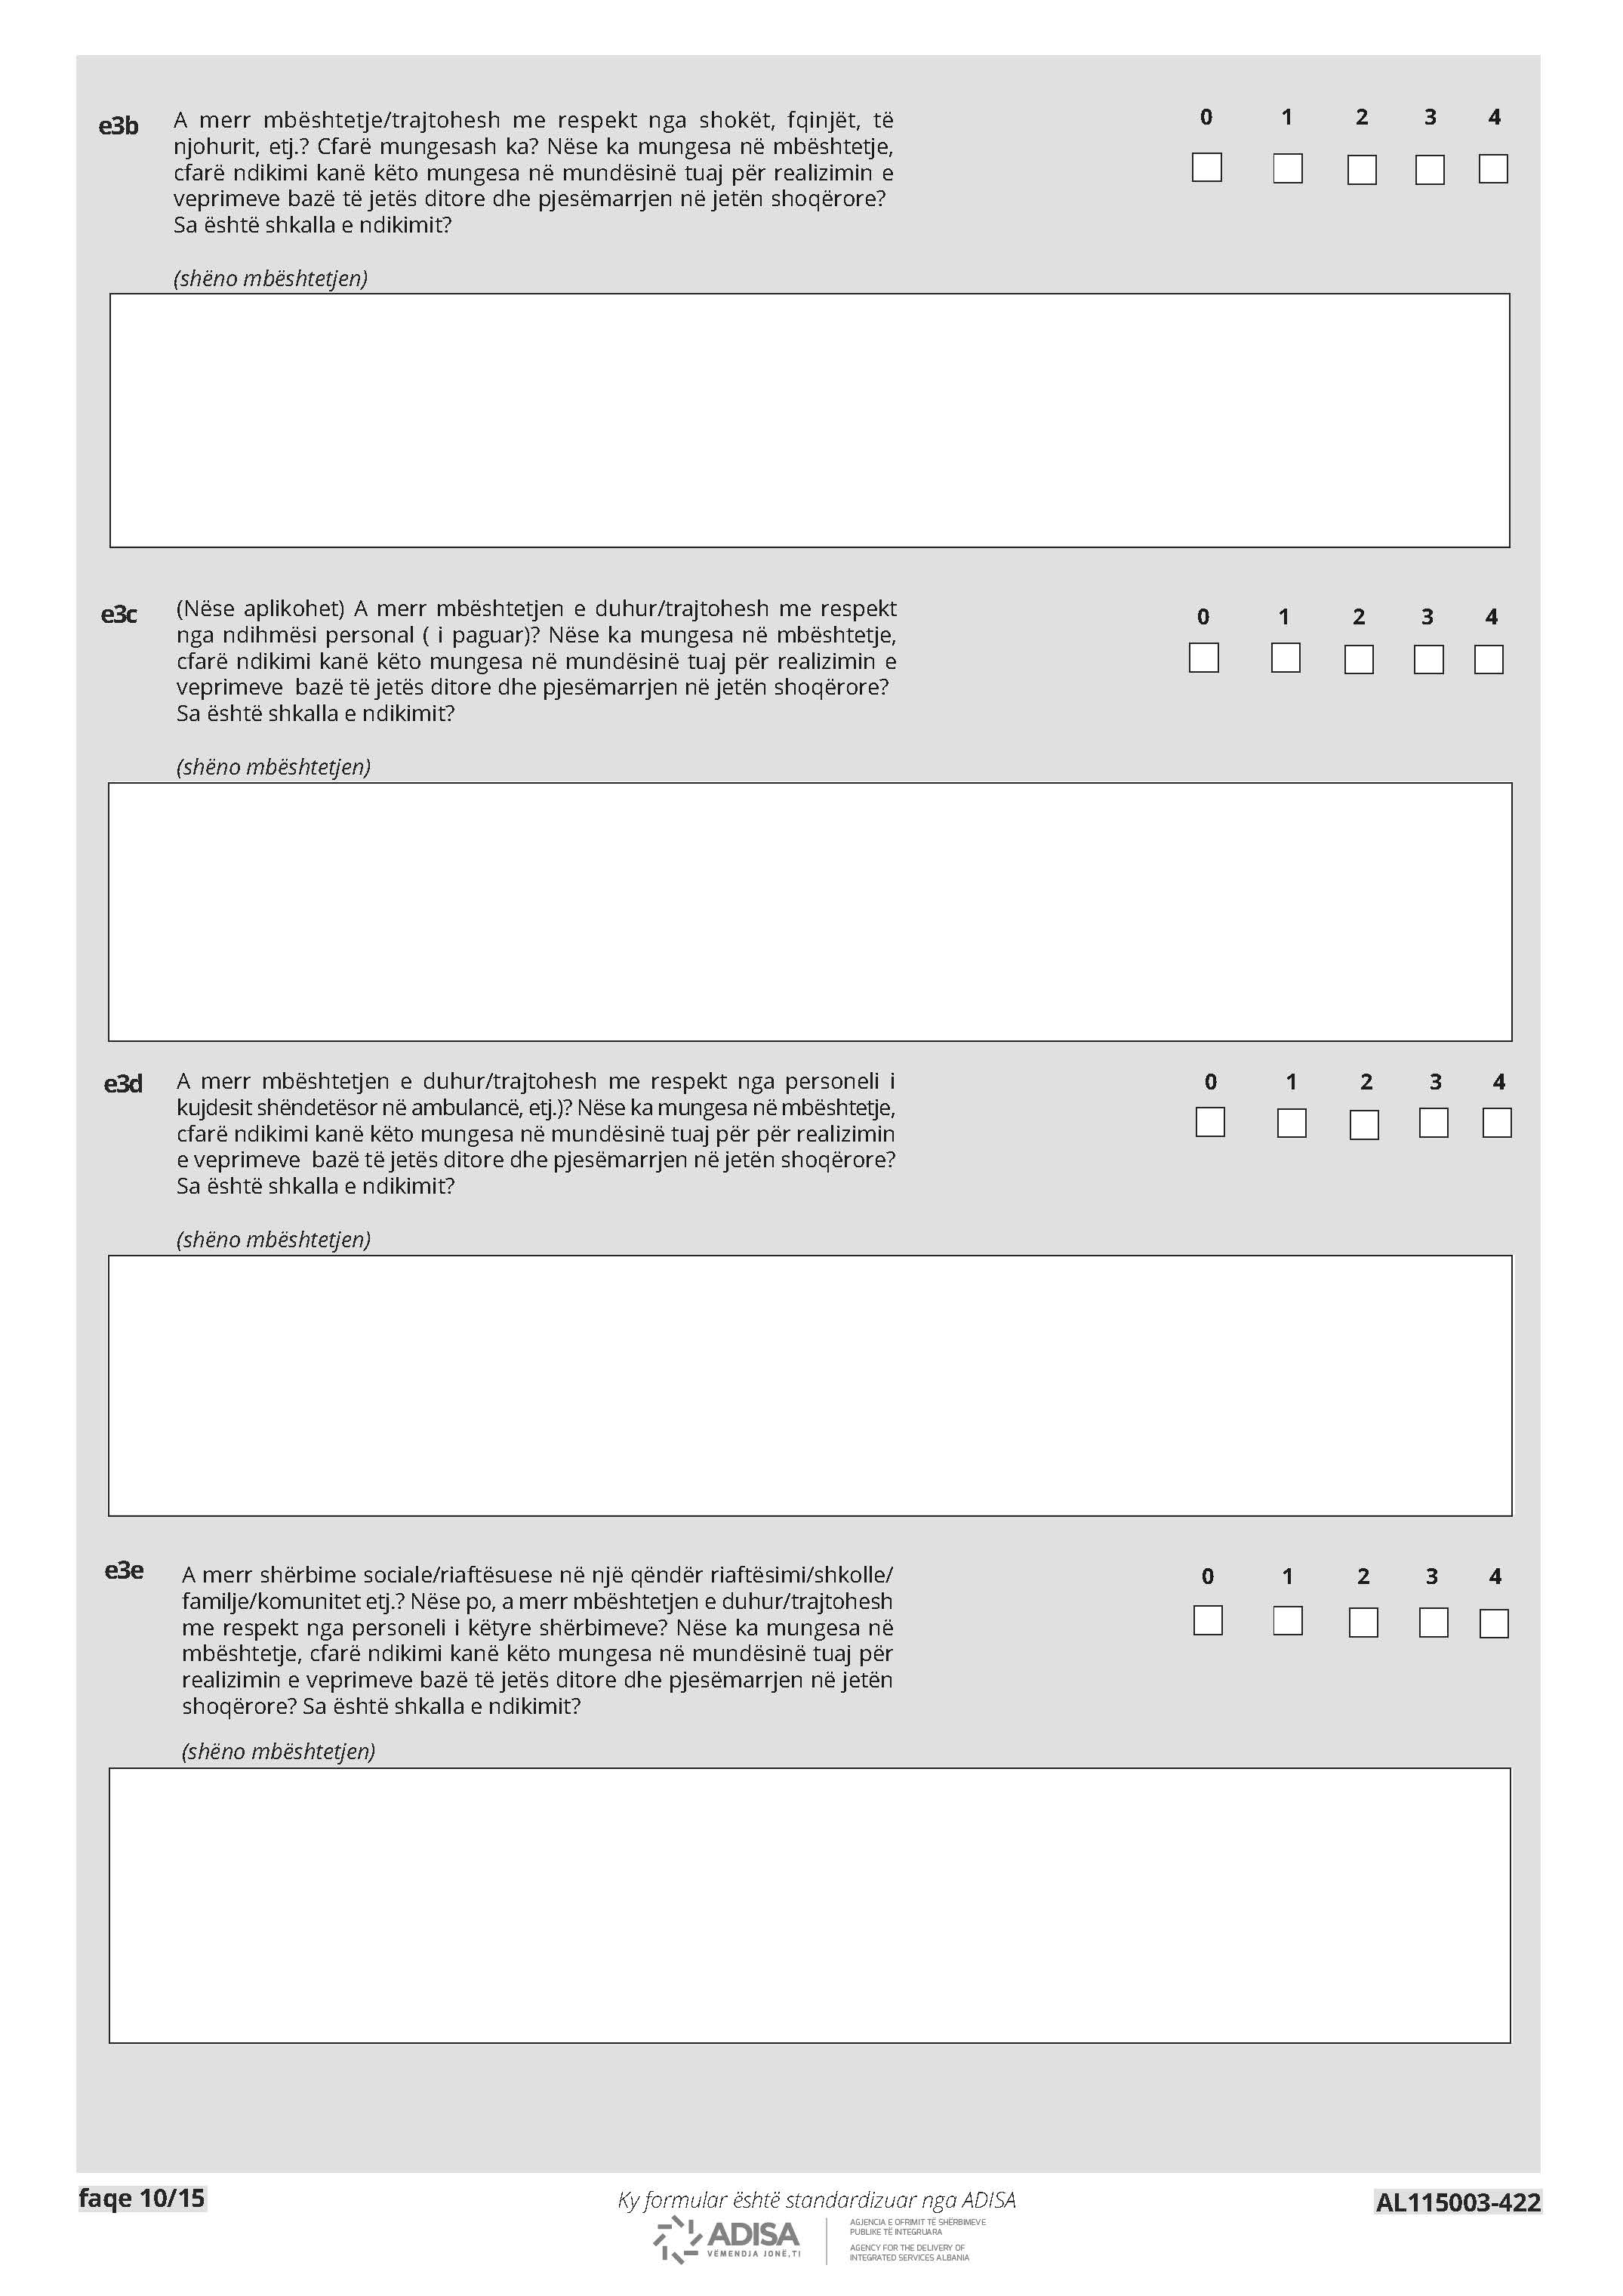 e3b
A merr mbështetje/trajtohesh me respekt nga shokët, fqinjët, të
njohurit, etj.? Cfarë mungesash ka? Nëse ka mungesa në mbështetje,
cfarë ndikimi kanë këto mungesa në mundësinë tuaj për realizimin e
veprimeve bazë të jetës ditore dhe pjesëmarrjen në jetën shoqërore?
Sa është shkalla e ndikimit?
0 1 2 3 4
(shëno mbështetjen)
e3c
(Nëse aplikohet) A merr mbështetjen e duhur/trajtohesh me respekt
nga ndihmësi personal ( i paguar)? Nëse ka mungesa në mbështetje,
cfarë ndikimi kanë këto mungesa në mundësinë tuaj për realizimin e
veprimeve bazë të jetës ditore dhe pjesëmarrjen në jetën shoqërore?
Sa është shkalla e ndikimit?
0 1 2 3 4
(shëno mbështetjen)
e3d
A merr mbështetjen e duhur/trajtohesh me respekt nga personeli i
kujdesit shëndetësor në ambulancë, etj.)? Nëse ka mungesa në mbështetje,
cfarë ndikimi kanë këto mungesa në mundësinë tuaj për për realizimin
e veprimeve bazë të jetës ditore dhe pjesëmarrjen në jetën shoqërore?
Sa është shkalla e ndikimit?
0 1 2 3 4
(shëno mbështetjen)
e3e
A merr shërbime sociale/riaftësuese në një qëndër riaftësimi/shkolle/
familje/komunitet etj.? Nëse po, a merr mbështetjen e duhur/trajtohesh
me respekt nga personeli i këtyre shërbimeve? Nëse ka mungesa në
mbështetje, cfarë ndikimi kanë këto mungesa në mundësinë tuaj për
realizimin e veprimeve bazë të jetës ditore dhe pjesëmarrjen në jetën
shoqërore? Sa është shkalla e ndikimit?
0 1 2 3 4
(shëno mbështetjen)
faqe 10/15
Ky formular është standardizuar nga ADISA
AL115003-422
ADISA
VËMENDJA JONË, TI
AGJENCIA E OFRIMIT TË SHËRBIMEVE
PUBLIKE TË INTEGRUARA
AGENCY FOR THE DELIVERY OF
INTEGRATED SERVICES ALBANIA